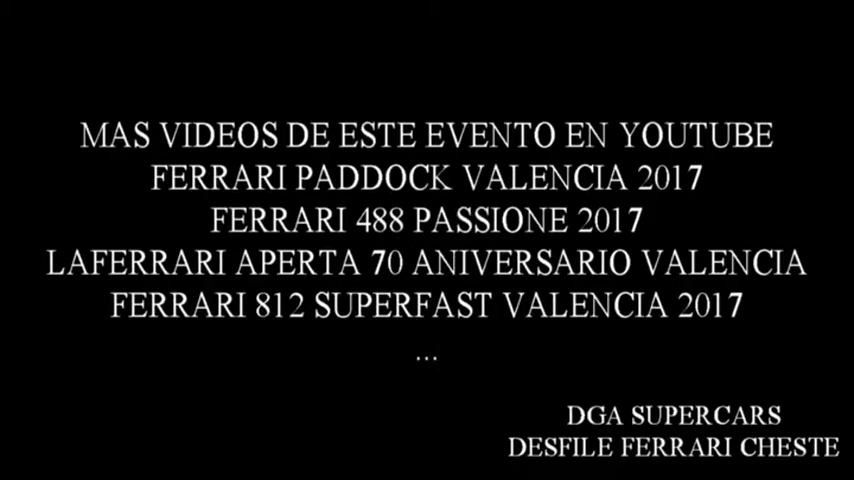 MAS VIDEOS DE ESTE EVENTO EN YOUTUBE
FERRARI PADDOCK VALENCIA 2017
FERRARI 488 PASSIONE 2017
LAFERRARI APERTA 70 ANIVERSARIO VALENCIA
FERRARI 812 SUPERFAST VALENCIA 2017
...
DGA SUPERCARS
DESFILE FERRARI CHESTE